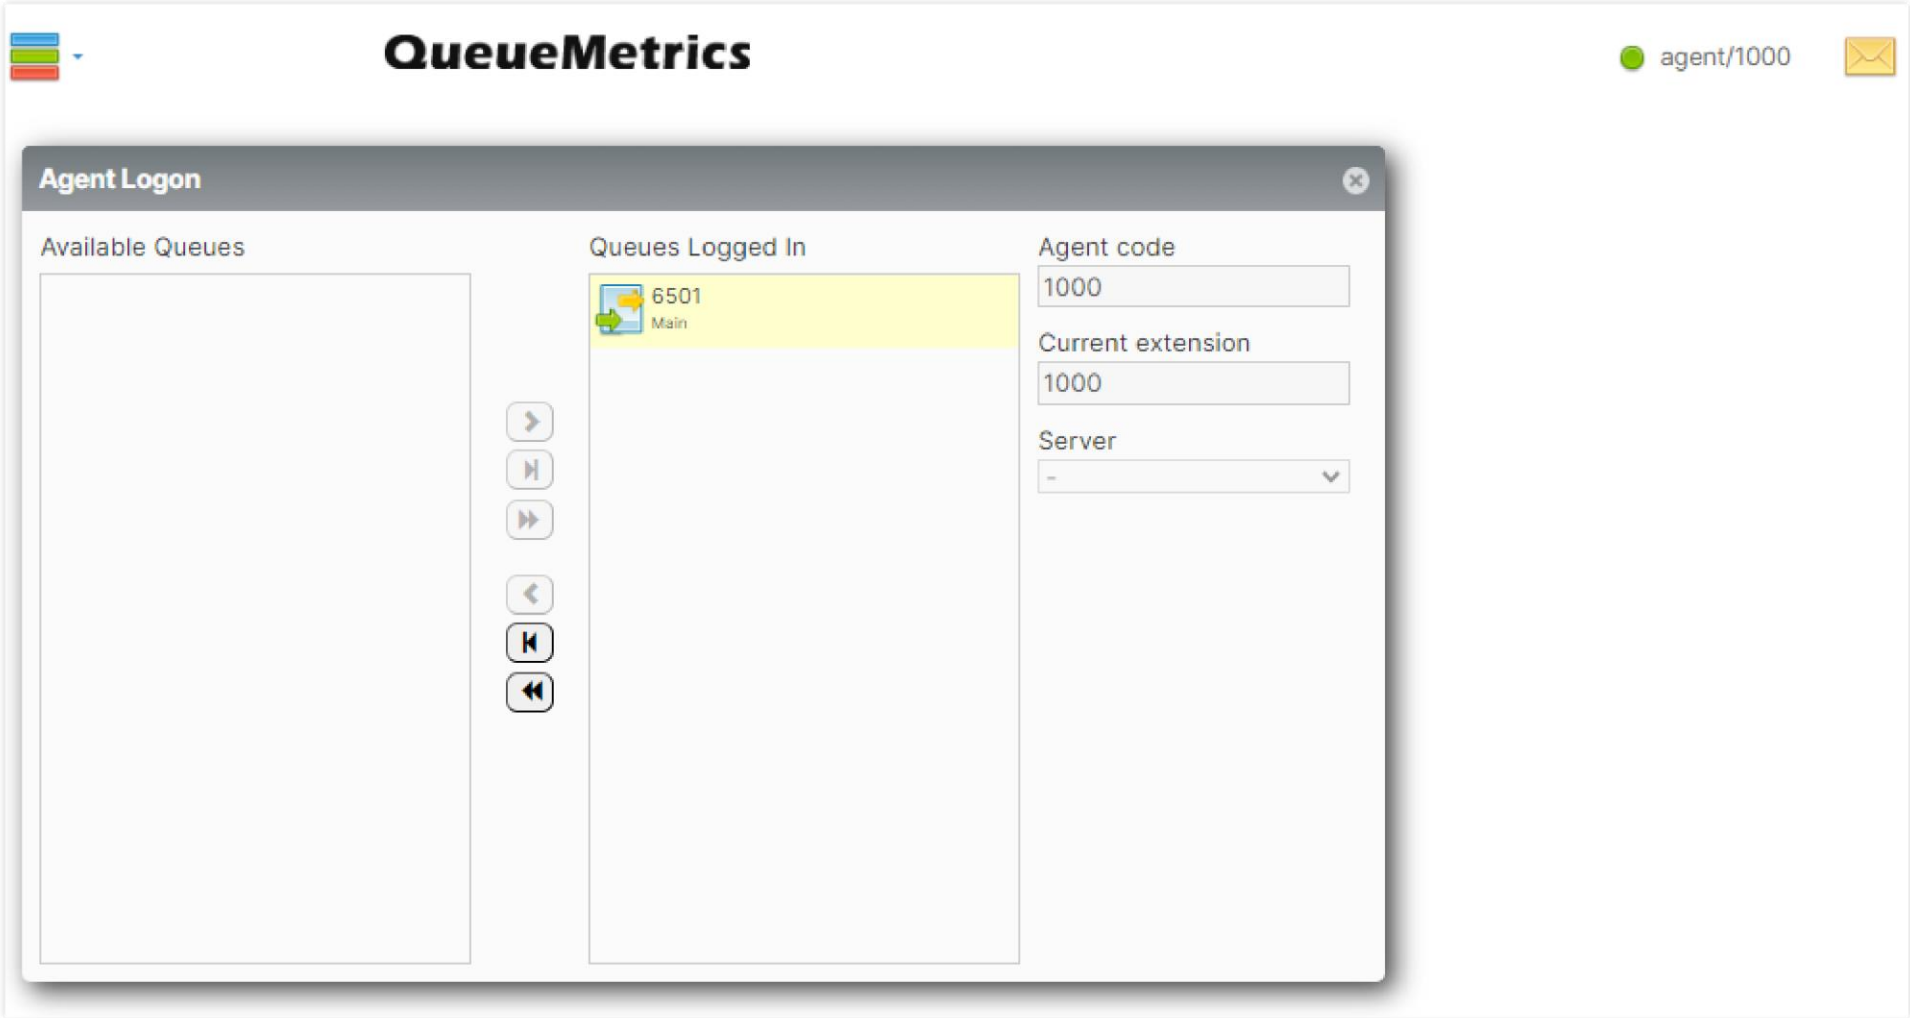 QueueMetrics
agent/1000
Agent Logon
Available Queues
Queues Logged In
6501
Main
Agent code
1000
Current extension
1000
Server
-